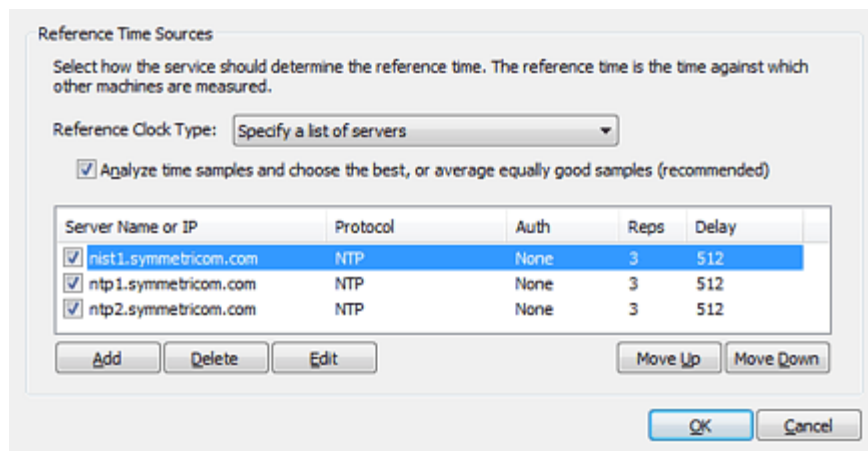 Reference Time Sources
Select how the service should determine the reference time. The reference time is the time against which
other machines are measured.
Reference Clock Type: Specify a list of servers
Analyze time samples and choose the best, or average equally good samples (recommended)
Server Name or IP Protocol Auth Reps Delay
nist1.symmetricom.com NTP None 3 512
ntp1.symmetricom.com NTP None 3 512
ntp2.symmetricom.com NTP None 3 512
Add Delete Edit Move Up Move Down
OK Cancel